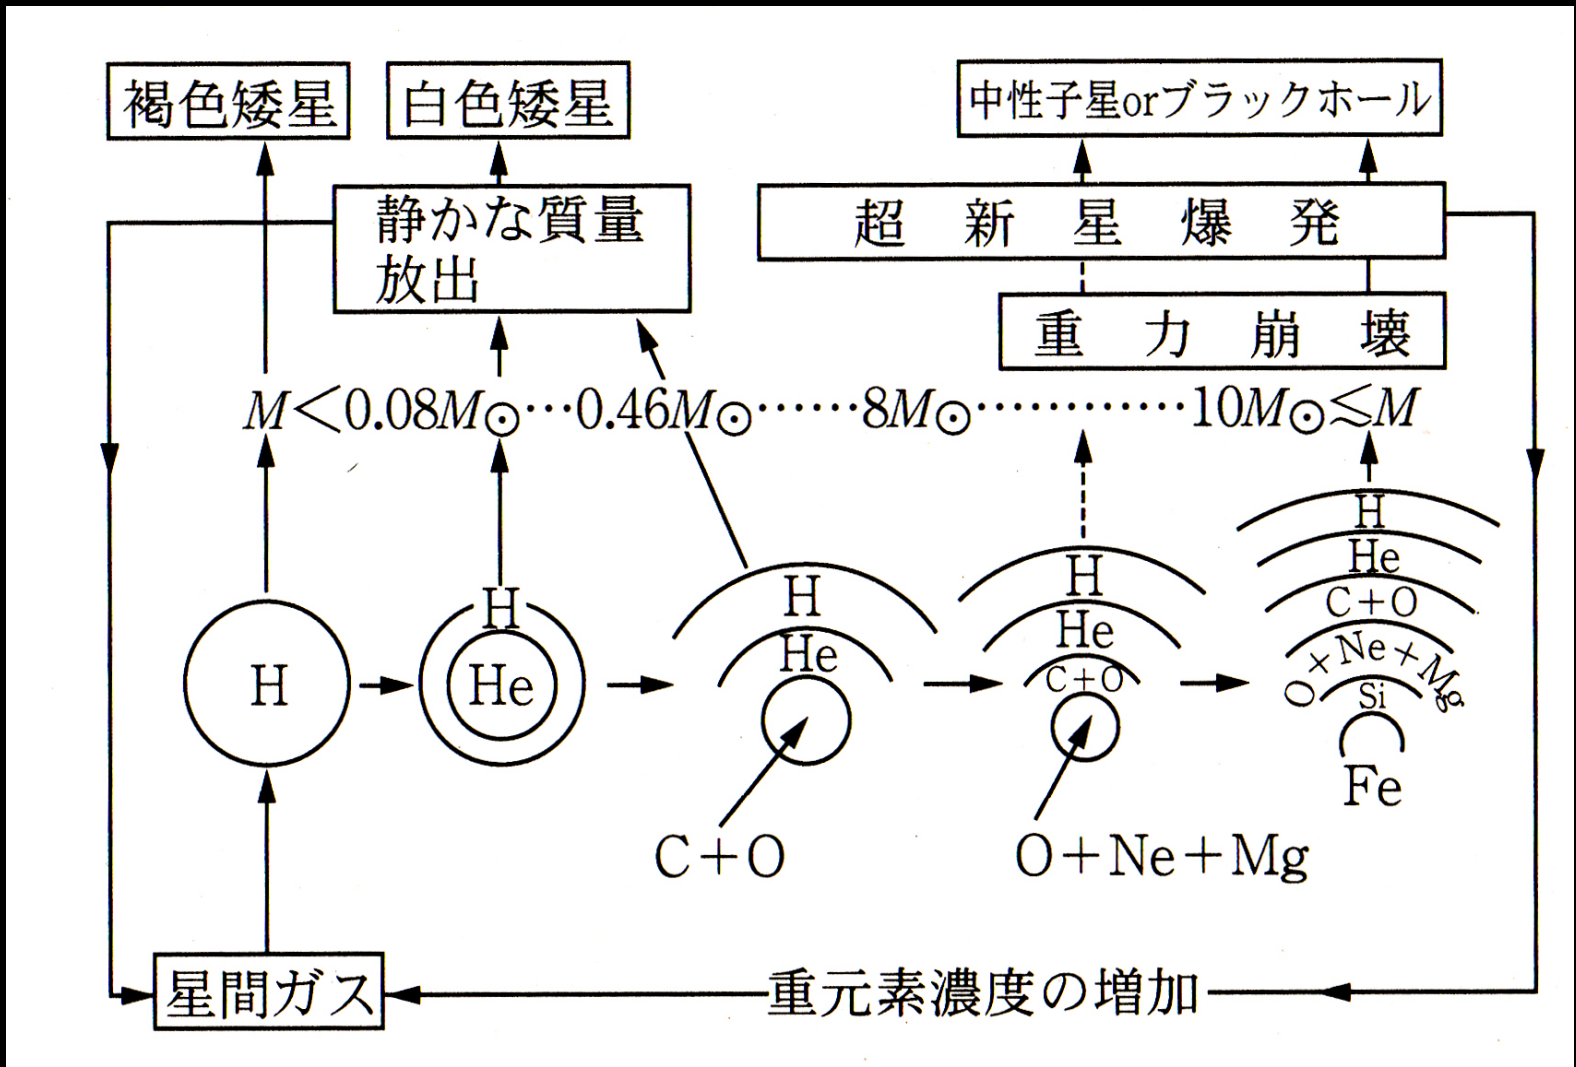 褐色矮星
白色矮星
中性子星orブラックホール
静かな質量
放出
超新星爆発
重力崩壊
M<0.08M⊙…0.46M⊙……8M⊙…………10M⊙≲M
H
H
He
H
He
C+O
H
He
C+O
O+Ne+Mg
H
He
C+O
O+Ne+Mg
Si
Fe
星間ガス
重元素濃度の増加